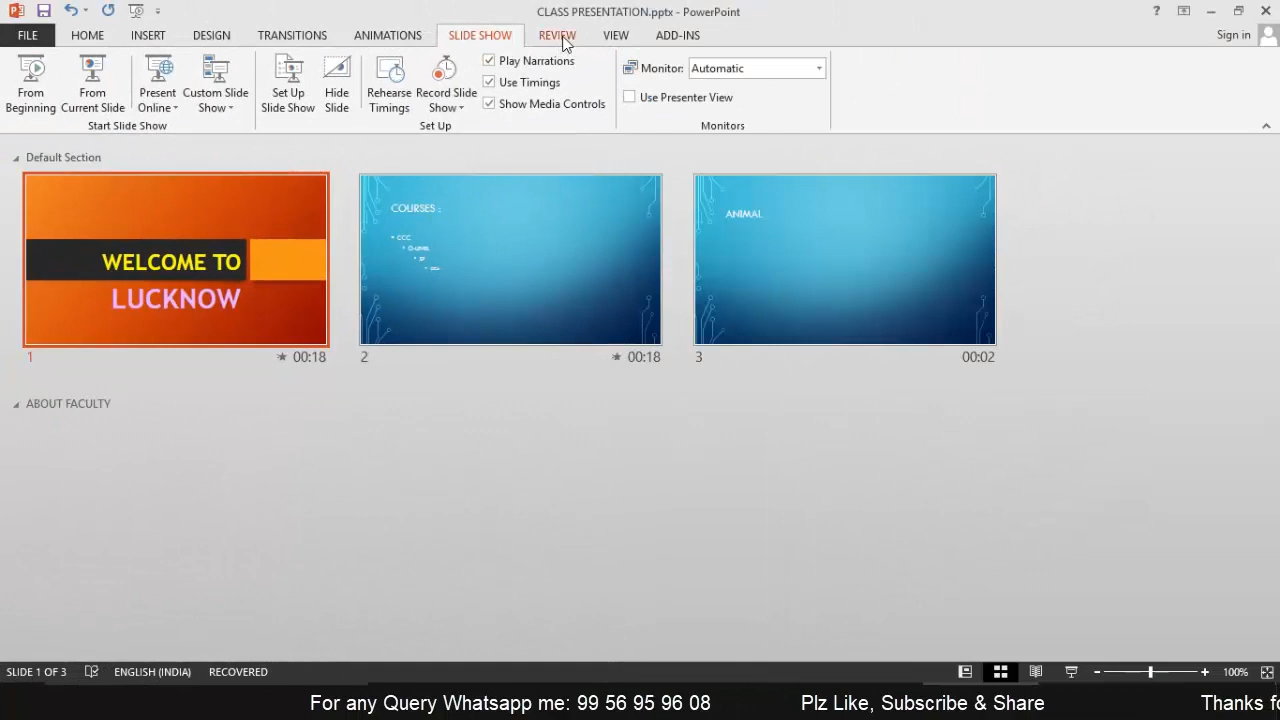 CLASS PRESENTATION.pptx - PowerPoint
?
FILE HOME INSERT DESIGN TRANSITIONS ANIMATIONS SLIDE SHOW REVIEW VIEW ADD-INS Sign in
From Beginning
From Current Slide
Present Online
Custom Slide Show
Set Up Slide Show
Hide Slide
Rehearse Timings
Record Slide Show
Play Narrations
Use Timings
Show Media Controls
Monitor: Automatic
Use Presenter View
Start Slide Show Set Up Monitors
Default Section
WELCOME TO
LUCKNOW
1 00:18
COURSES :
CCC
O-LEVEL
2 00:18
ANIMAL
3 00:02
ABOUT FACULTY
SLIDE 1 OF 3 ENGLISH (INDIA) RECOVERED 100%
For any Query Whatsapp me: 99 56 95 96 08 Plz Like, Subscribe & Share Thanks f